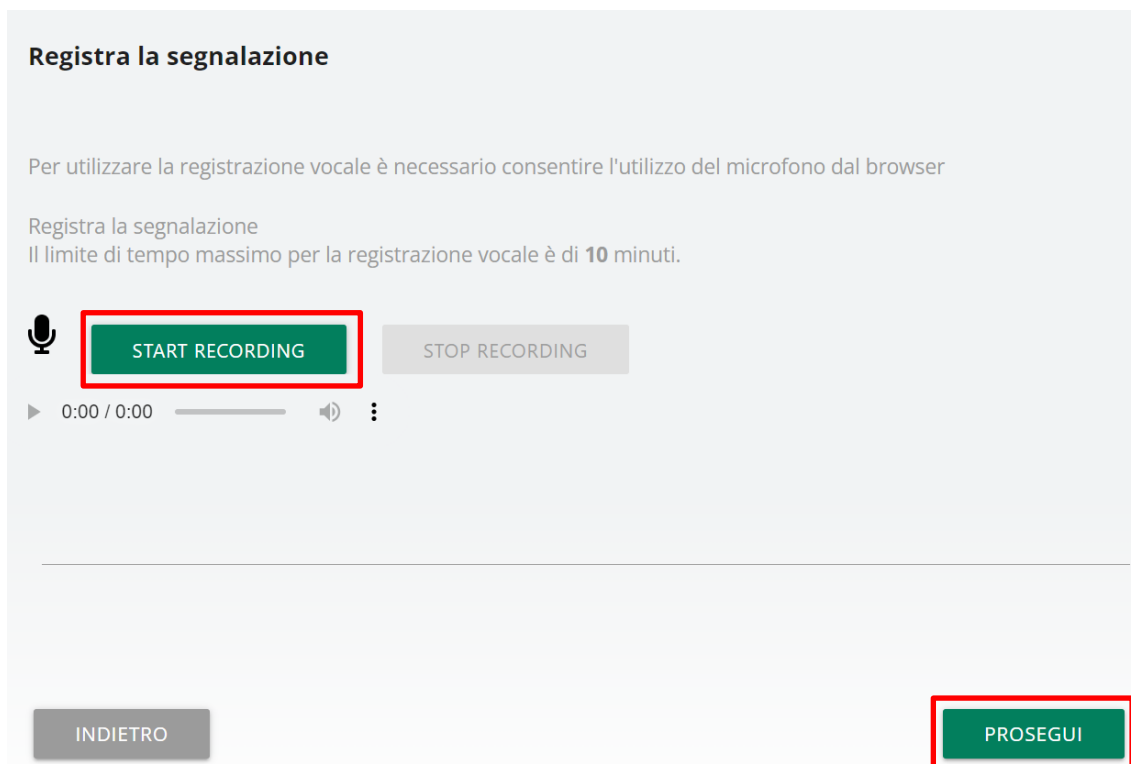 Registra la segnalazione
Per utilizzare la registrazione vocale è necessario consentire l'utilizzo del microfono dal browser
Registra la segnalazione
Il limite di tempo massimo per la registrazione vocale è di 10 minuti.
START RECORDING STOP RECORDING
0:00 / 0:00
INDIETRO PROSEGUI